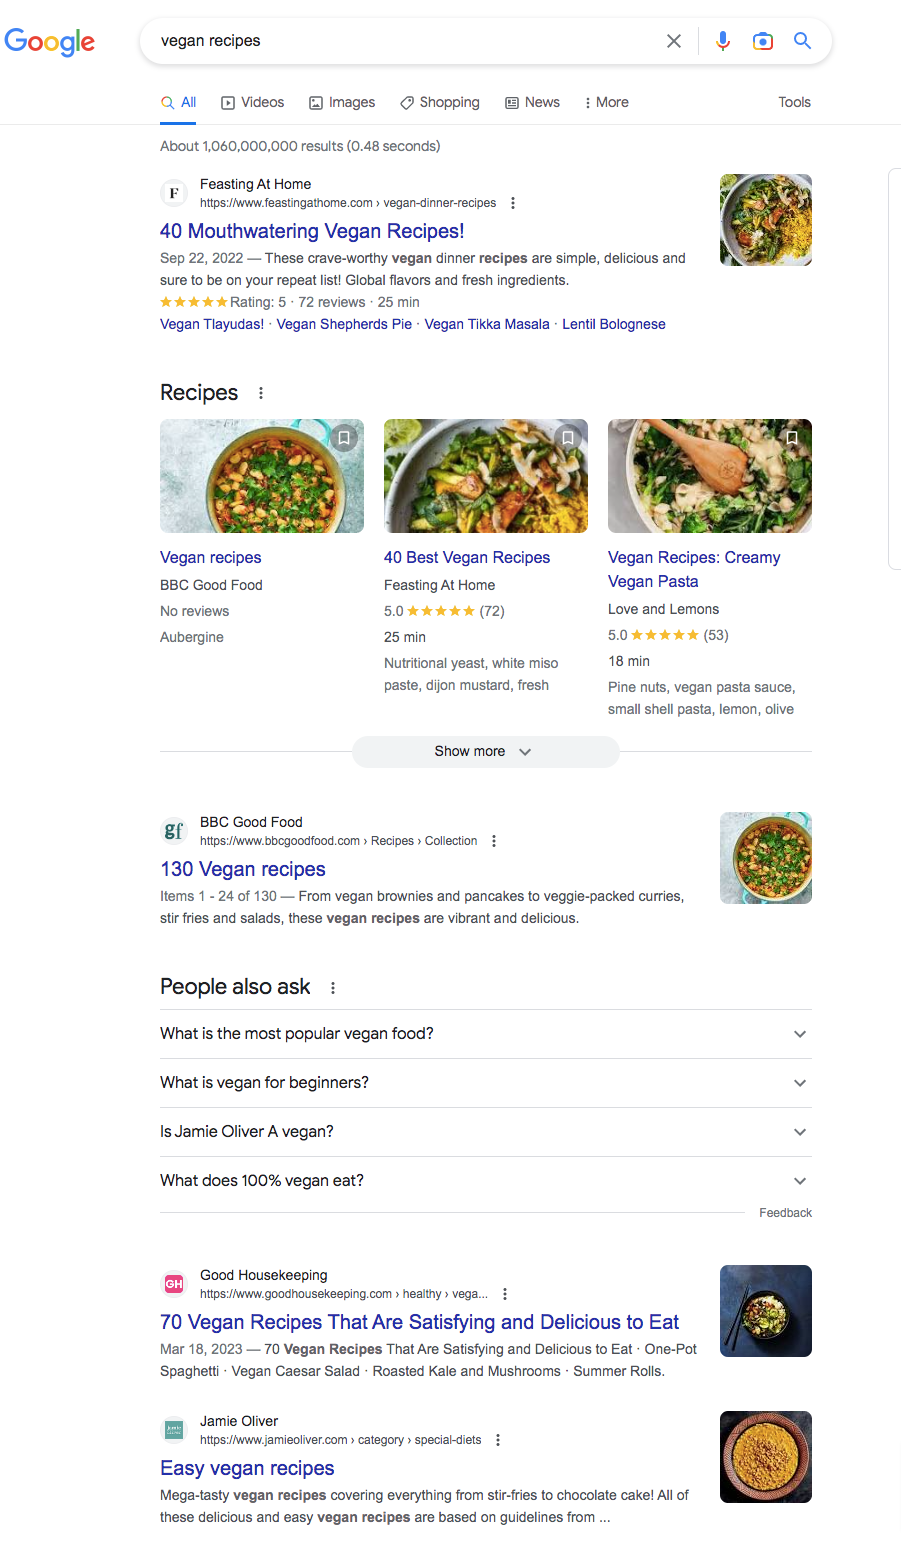 Google
vegan recipes
All
Videos
Images
Shopping
News
More
Tools
About 1,060,000,000 results (0.48 seconds)
F
Feasting At Home
https://www.feastingathome.com › vegan-dinner-recipes
40 Mouthwatering Vegan Recipes!
Sep 22, 2022 — These crave-worthy vegan dinner recipes are simple, delicious and
sure to be on your repeat list! Global flavors and fresh ingredients.
Rating: 5 · 72 reviews · 25 min
Vegan Tlayudas! · Vegan Shepherds Pie · Vegan Tikka Masala · Lentil Bolognese
Recipes
Vegan recipes
BBC Good Food
No reviews
Aubergine
40 Best Vegan Recipes
Feasting At Home
5.0 ★★★★★ (72)
25 min
Nutritional yeast, white miso
paste, dijon mustard, fresh
Vegan Recipes: Creamy
Vegan Pasta
Love and Lemons
5.0 ★★★★★ (53)
18 min
Pine nuts, vegan pasta sauce,
small shell pasta, lemon, olive
Show more
gf
BBC Good Food
https://www.bbcgoodfood.com › Recipes › Collection
130 Vegan recipes
Items 1 - 24 of 130 — From vegan brownies and pancakes to veggie-packed curries,
stir fries and salads, these vegan recipes are vibrant and delicious.
People also ask
What is the most popular vegan food?
What is vegan for beginners?
Is Jamie Oliver A vegan?
What does 100% vegan eat?
Feedback
GH
Good Housekeeping
https://www.goodhousekeeping.com › healthy › vega...
70 Vegan Recipes That Are Satisfying and Delicious to Eat
Mar 18, 2023 — 70 Vegan Recipes That Are Satisfying and Delicious to Eat · One-Pot
Spaghetti · Vegan Caesar Salad · Roasted Kale and Mushrooms · Summer Rolls.
Jamie Oliver
https://www.jamieoliver.com › category › special-diets
Easy vegan recipes
Mega-tasty vegan recipes covering everything from stir-fries to chocolate cake! All of
these delicious and easy vegan recipes are based on guidelines from ...